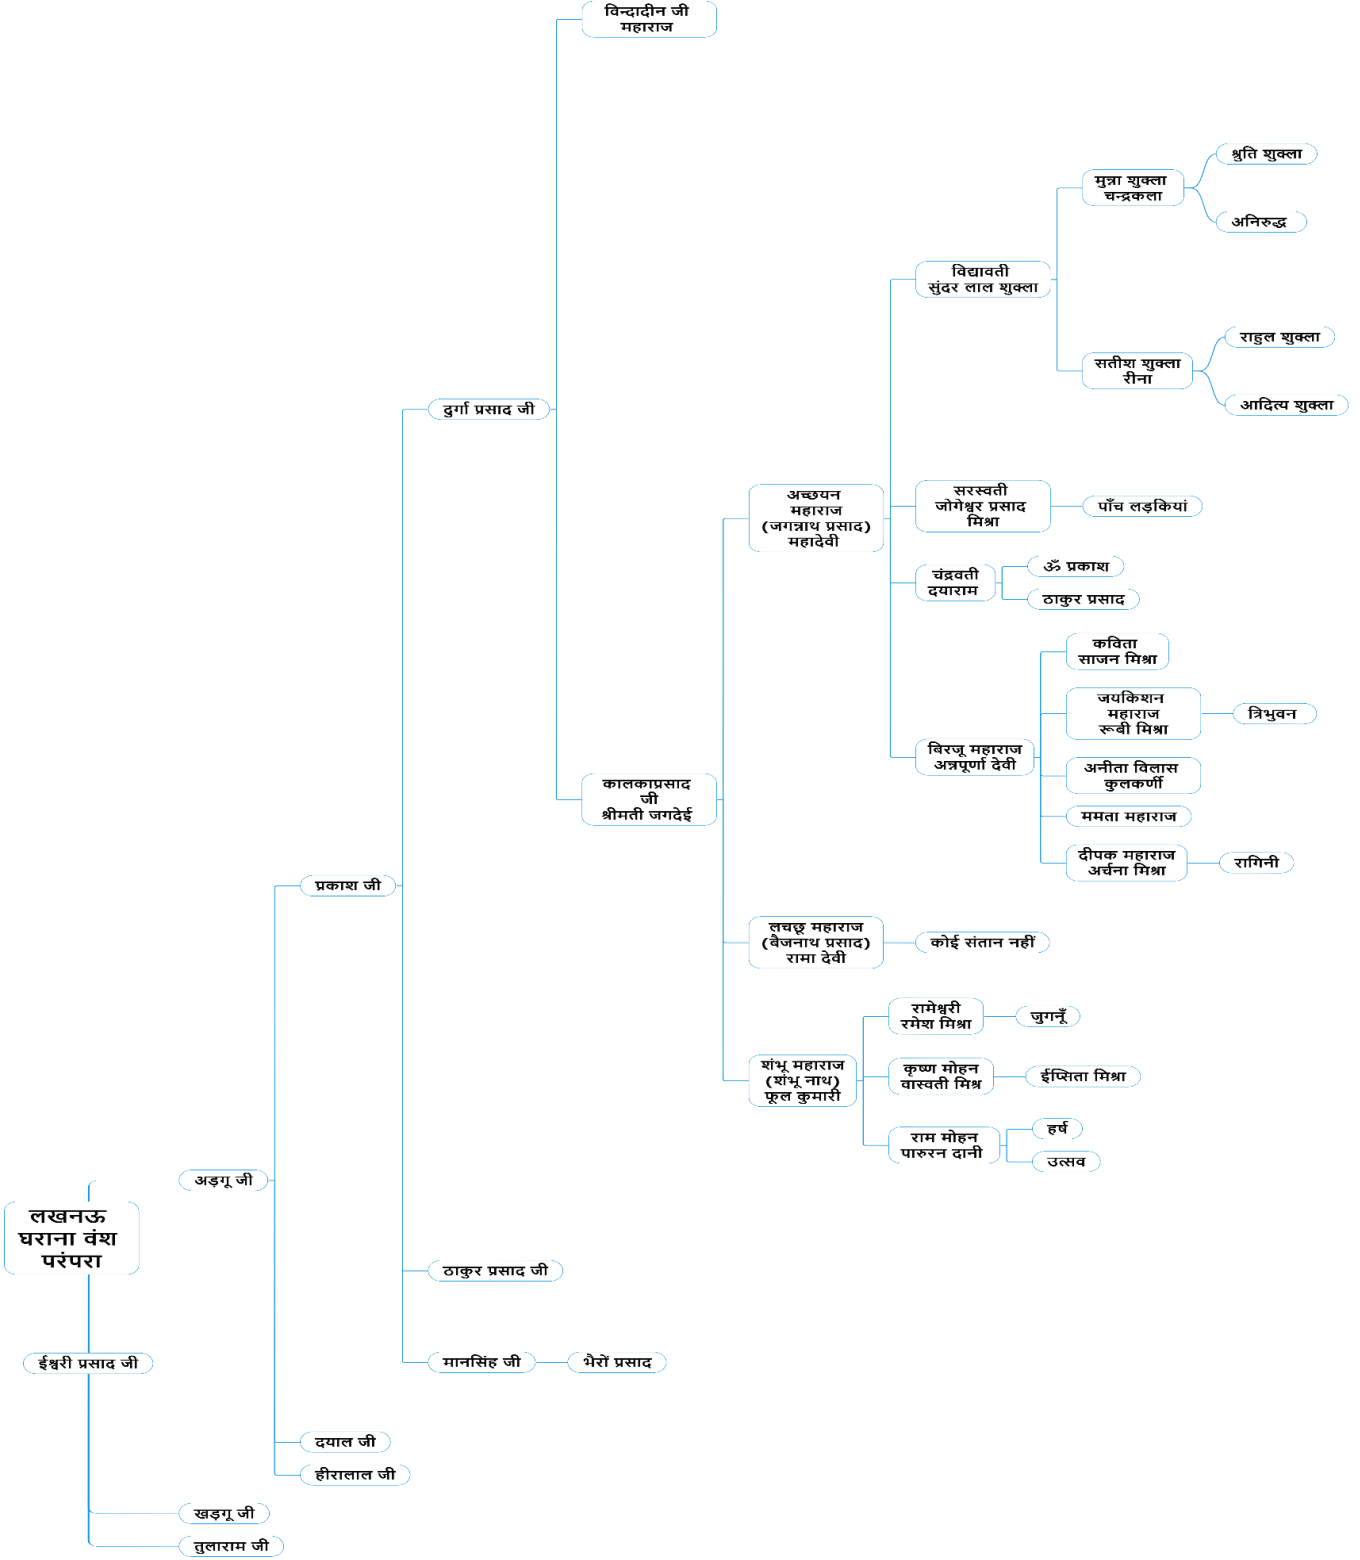 विन्दादीन जी
महाराज
श्रुति शुक्ला
मुन्ना शुक्ला
चन्द्रकला
अनिरुद्ध
विद्यावती
सुंदर लाल शुक्ला
राहुल शुक्ला
सतीश शुक्ला
रीना
आदित्य शुक्ला
दुर्गा प्रसाद जी
अच्छयन
महाराज
(जगन्नाथ प्रसाद)
महादेवी
सरस्वती
जोगेश्वर प्रसाद
मिश्रा
पाँच लड़कियां
चंद्रवती
दयाराम
ॐ प्रकाश
ठाकुर प्रसाद
कविता
साजन मिश्रा
जयकिशन
महाराज
रूबी मिश्रा
त्रिभुवन
बिरजू महाराज
अन्नपूर्णा देवी
अनीता विलास
कुलकर्णी
ममता महाराज
दीपक महाराज
अर्चना मिश्रा
रागिनी
कालकाप्रसाद
जी
श्रीमती जगदेई
प्रकाश जी
लचछू महाराज
(बैजनाथ प्रसाद)
रामा देवी
कोई संतान नहीं
रामेश्वरी
रमेश मिश्रा
जुगनूँ
शंभू महाराज
(शंभू नाथ)
फूल कुमारी
कृष्ण मोहन
वास्वती मिश्र
ईप्सिता मिश्रा
राम मोहन
पारुरन दानी
हर्ष
उत्सव
अड़गू जी
लखनऊ
घराना वंश
परंपरा
ठाकुर प्रसाद जी
ईश्वरी प्रसाद जी
मानसिंह जी
भैरों प्रसाद
दयाल जी
हीरालाल जी
खड़गू जी
तुलाराम जी